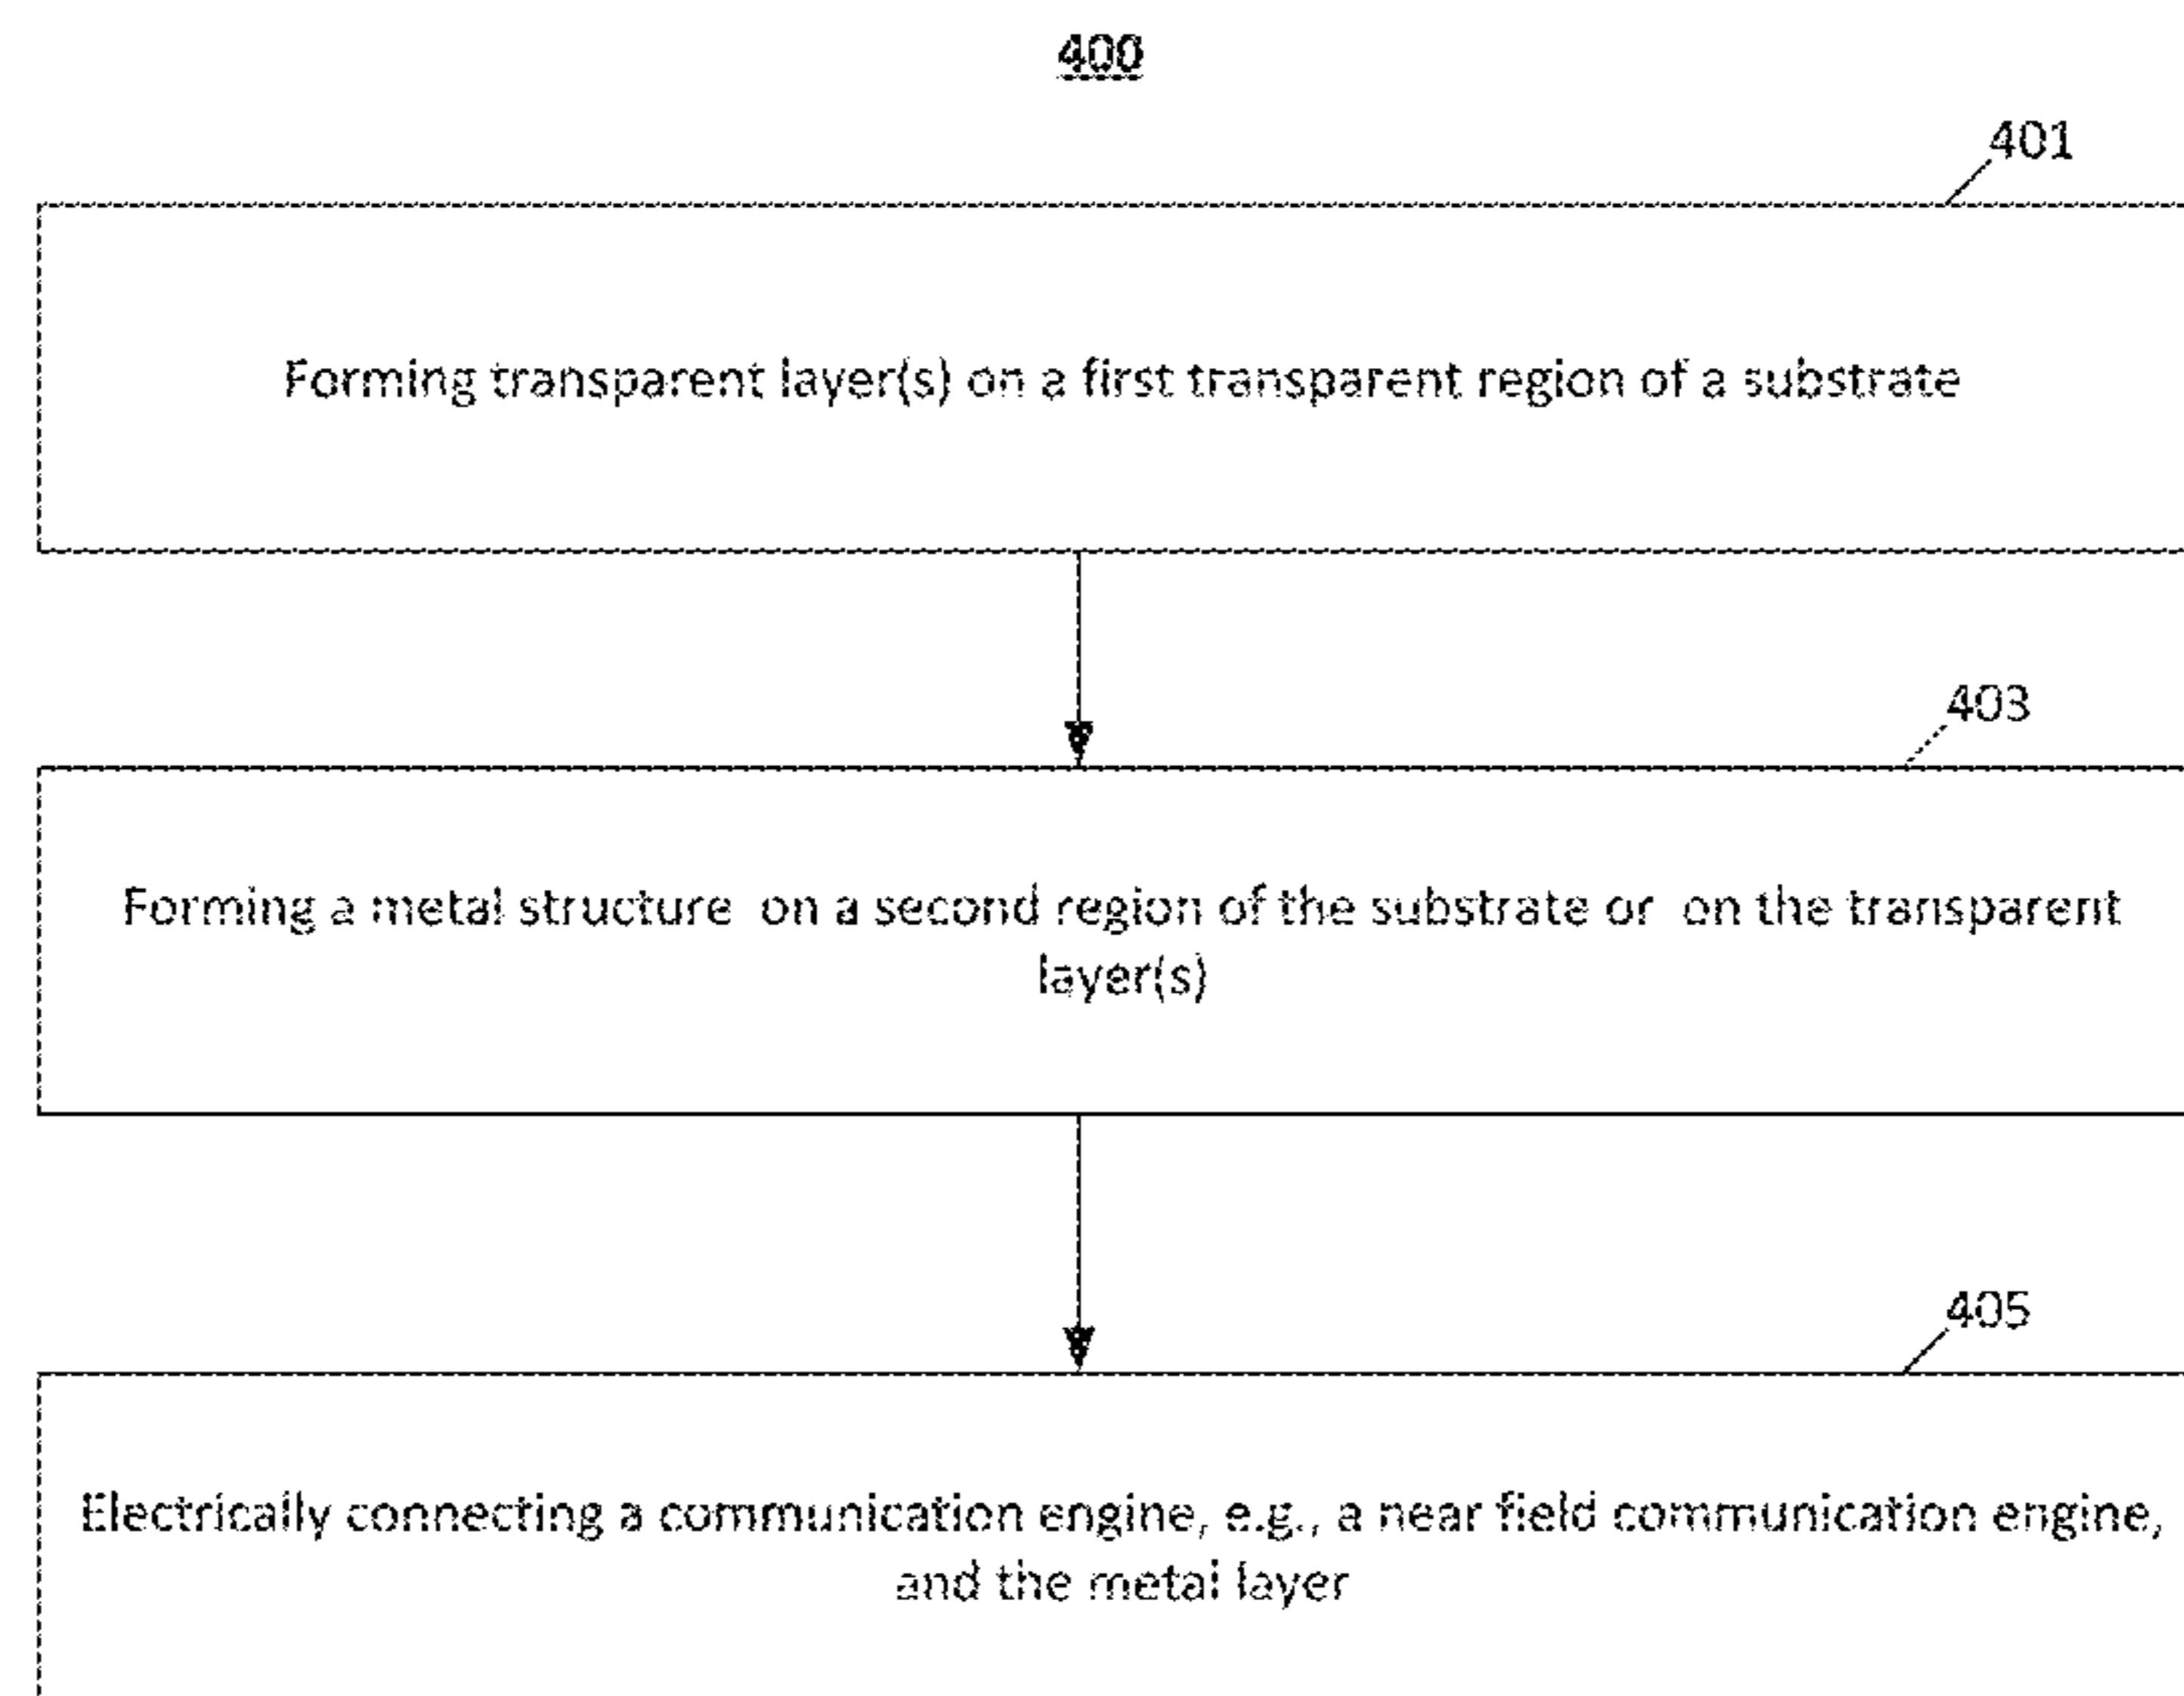 400
401
Forming transparent layer(s) on a first transparent region of a substrate
403
Forming a metal structure on a second region of the substrate or on the transparent
layer(s)
405
Electrically connecting a communication engine, e.g., a near field communication engine,
and the metal layer